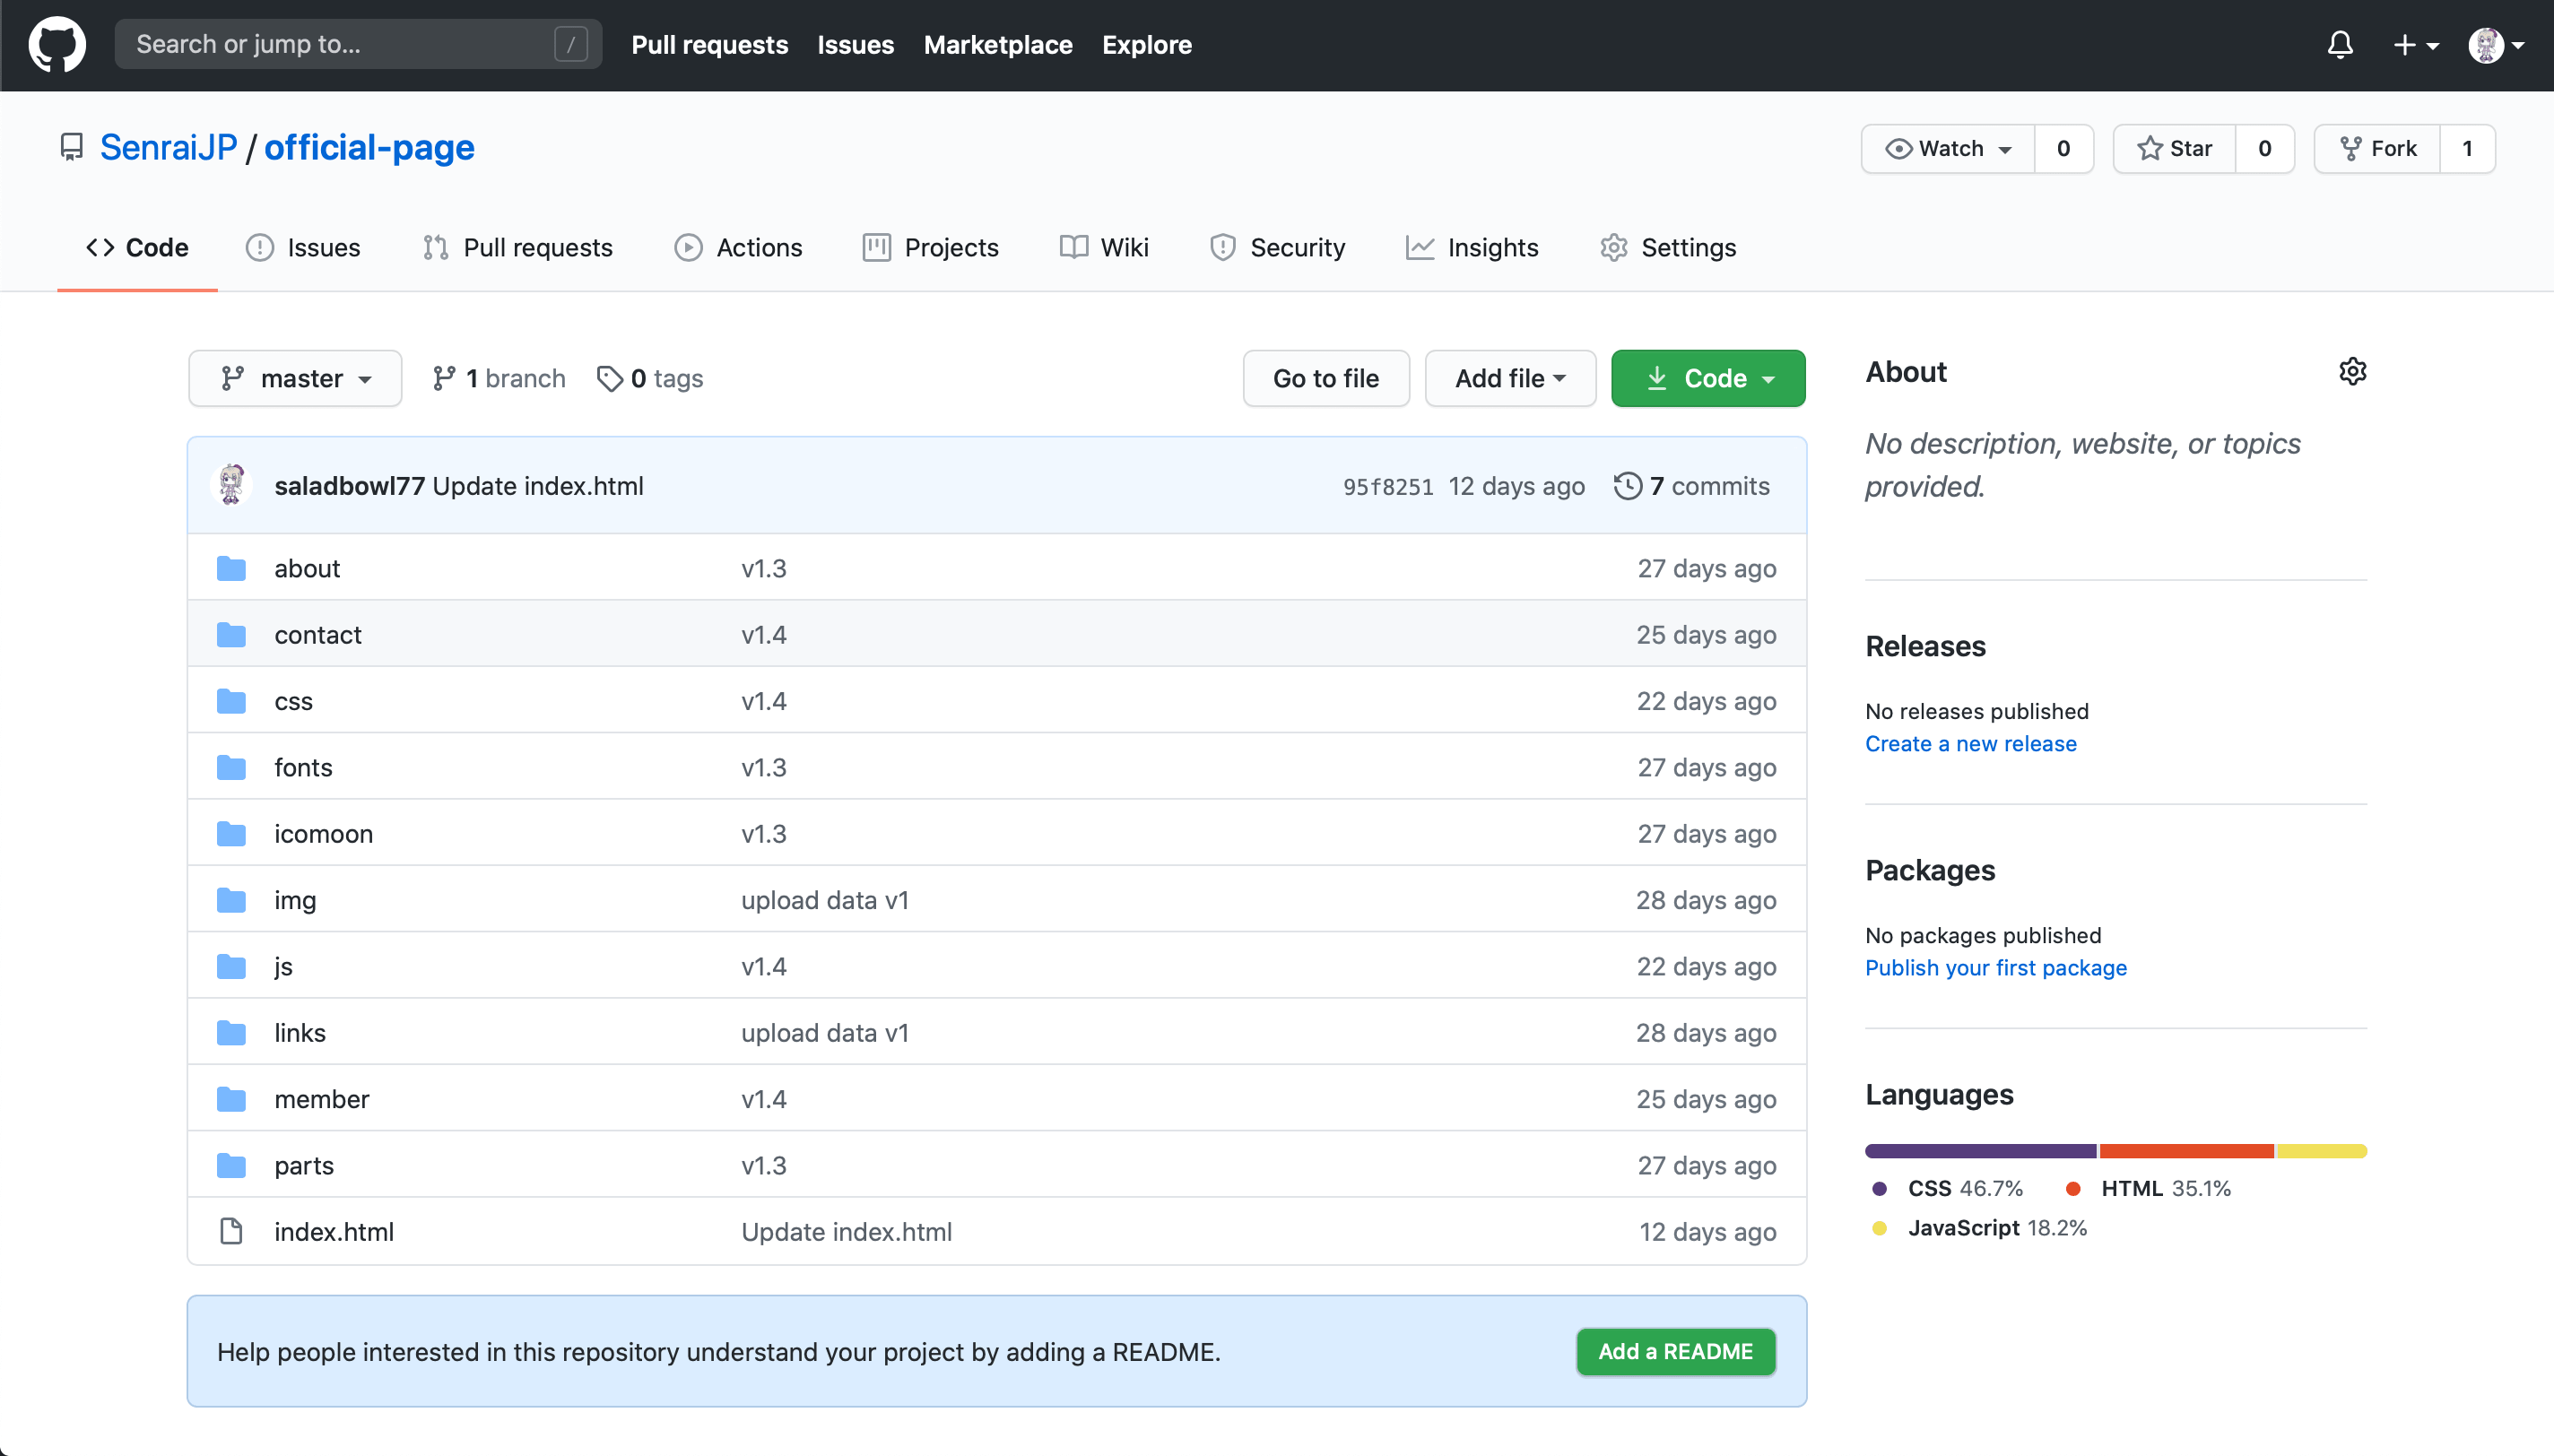 Search or jump to... / Pull requests Issues Marketplace Explore
SenraiJP / official-page Watch 0 Star 0 Fork 1
Code Issues Pull requests Actions Projects Wiki Security Insights Settings
master 1 branch 0 tags Go to file Add file Code
saladbowl77 Update index.html 95f8251 12 days ago 7 commits
about v1.3 27 days ago
contact v1.4 25 days ago
css v1.4 22 days ago
fonts v1.3 27 days ago
icomoon v1.3 27 days ago
img upload data v1 28 days ago
js v1.4 22 days ago
links upload data v1 28 days ago
member v1.4 25 days ago
parts v1.3 27 days ago
index.html Update index.html 12 days ago
Help people interested in this repository understand your project by adding a README. Add a README
About
No description, website, or topics
provided.
Releases
No releases published
Create a new release
Packages
No packages published
Publish your first package
Languages
CSS 46.7% HTML 35.1%
JavaScript 18.2%